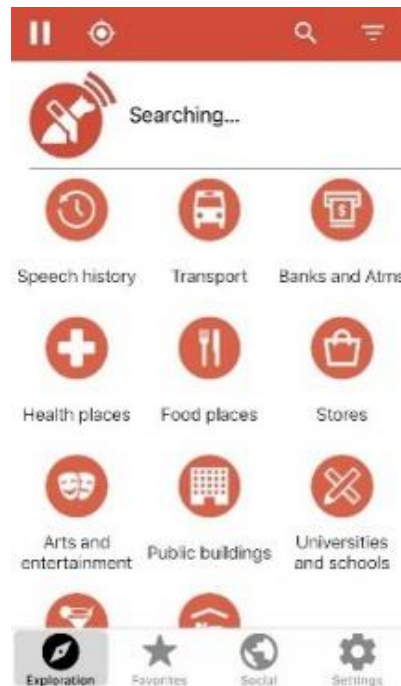 Searching...
Speech history
Transport
Banks and Atms
Health places
Food places
Stores
Arts and
entertainment
Public buildings
Universities
and schools
Exploration
Favorites
Social
Settings